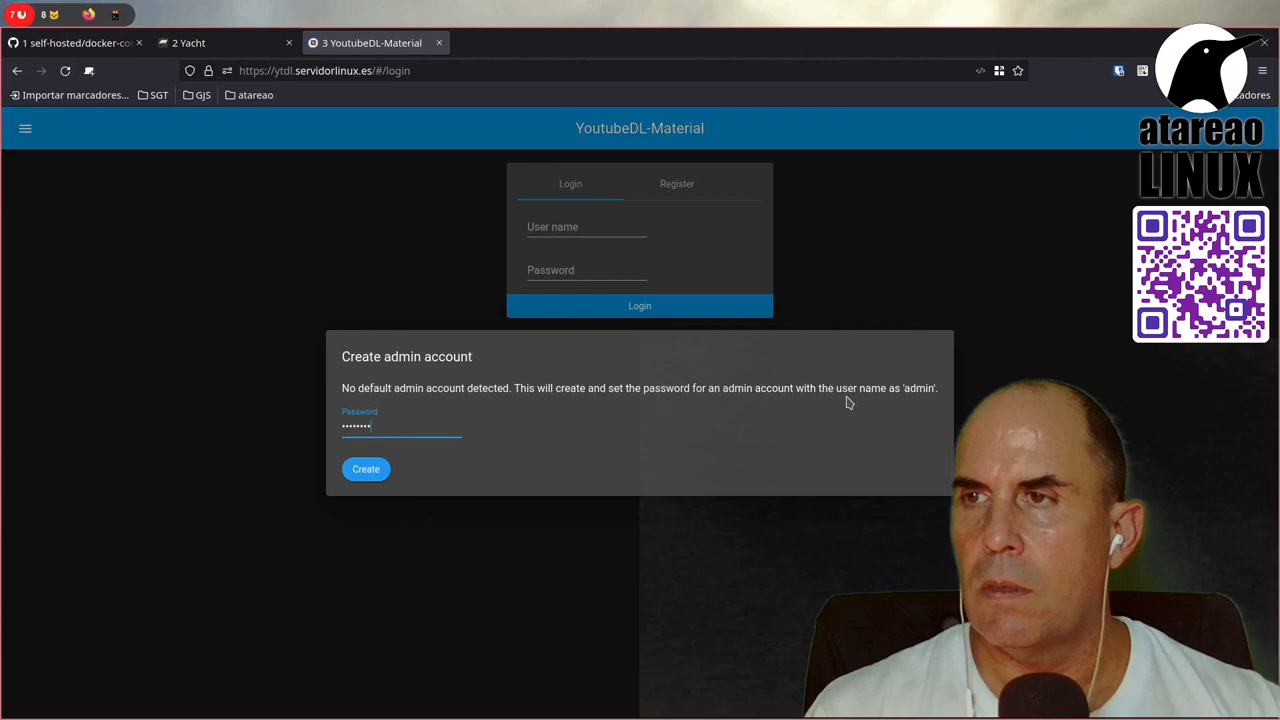 7
8
1 self-hosted/docker-co
2 Yacht
3 YoutubeDL-Material
https://ytdl.servidorlinux.es/#/login
Importar marcadores...
SGT
GJS
atareao
cadores
YoutubeDL-Material
Login
Register
User name
Password
Login
Create admin account
No default admin account detected. This will create and set the password for an admin account with the user name as 'admin'.
Password
••••••••
Create
atareao
LINUX